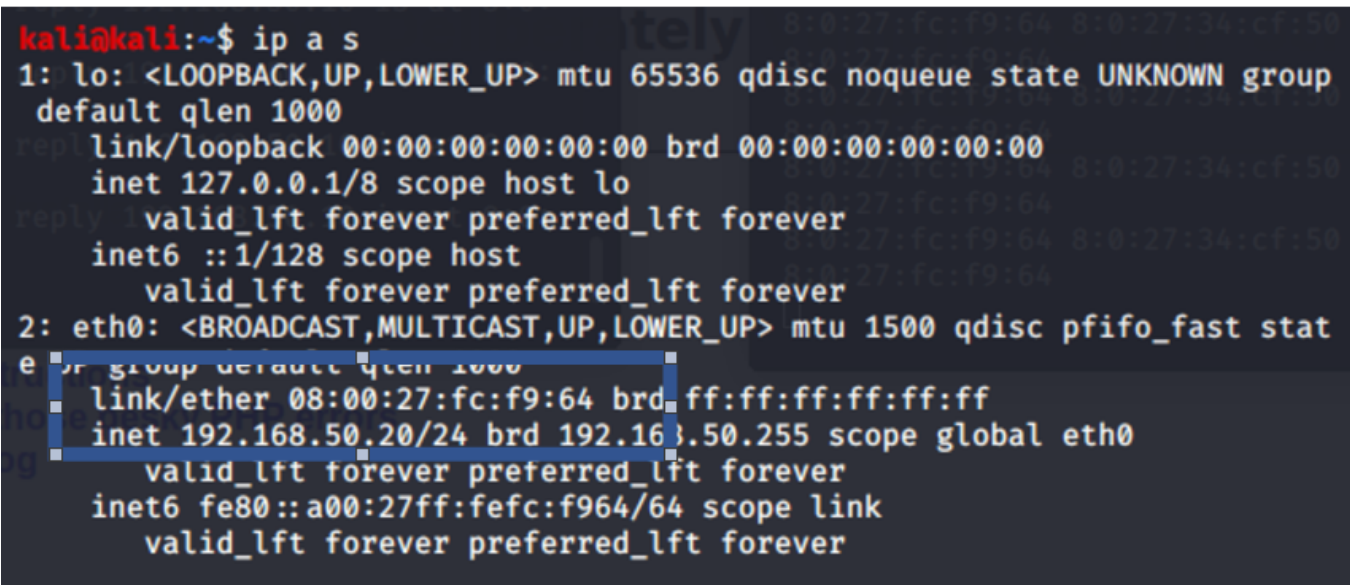 kali@kali:~$ ip a s
1: lo: <LOOPBACK,UP,LOWER_UP> mtu 65536 qdisc noqueue state UNKNOWN group
default qlen 1000
link/loopback 00:00:00:00:00:00 brd 00:00:00:00:00:00
inet 127.0.0.1/8 scope host lo
valid_lft forever preferred_lft forever
inet6 ::1/128 scope host
valid_lft forever preferred_lft forever
2: eth0: <BROADCAST,MULTICAST,UP,LOWER_UP> mtu 1500 qdisc pfifo_fast stat
e UP group default qlen 1000
link/ether 08:00:27:fc:f9:64 brd ff:ff:ff:ff:ff:ff
inet 192.168.50.20/24 brd 192.168.50.255 scope global eth0
valid_lft forever preferred_lft forever
inet6 fe80::a00:27ff:fefc:f964/64 scope link
valid_lft forever preferred_lft forever